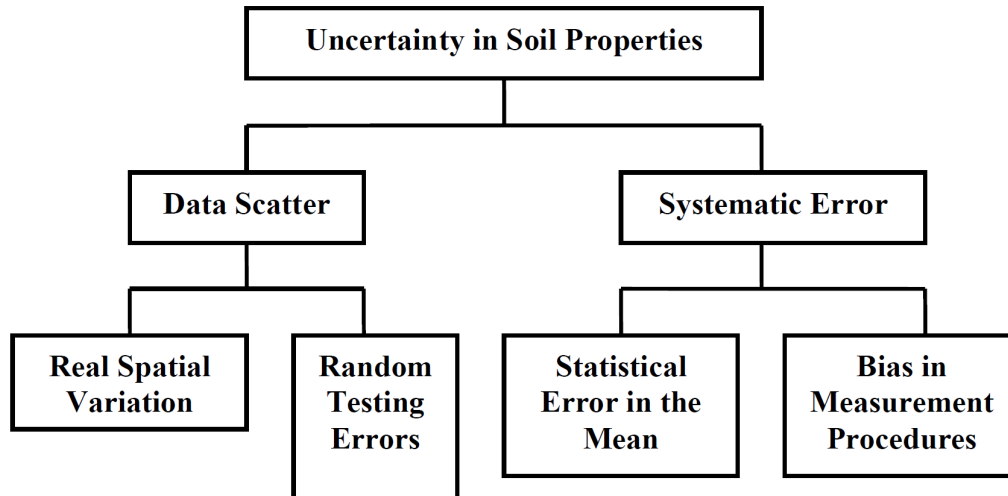 Uncertainty in Soil Properties
Data Scatter
Systematic Error
Real Spatial
Variation
Random
Testing
Errors
Statistical
Error in the
Mean
Bias in
Measurement
Procedures